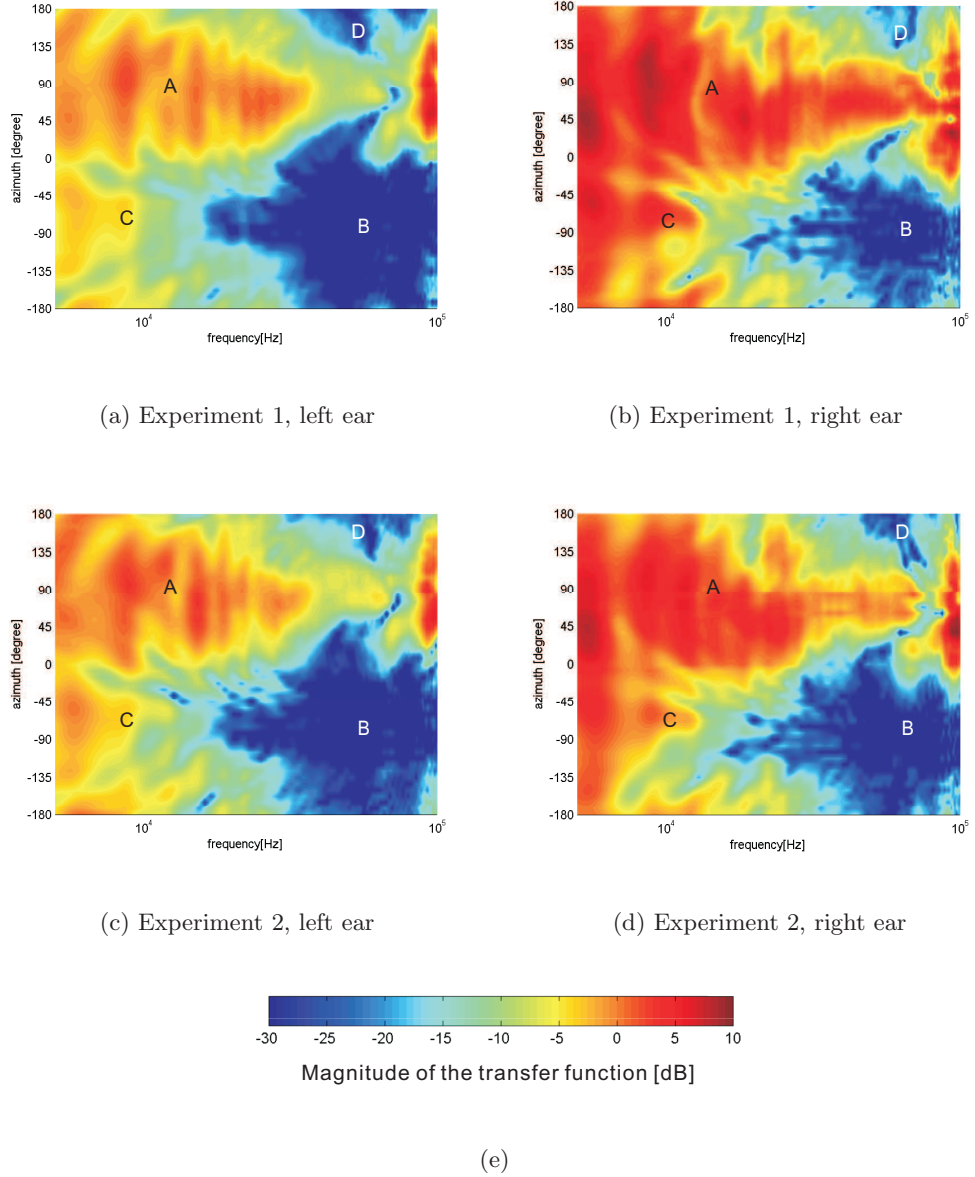 180
135
90
45
0
-45
-90
-135
-180
azimuth [degree]
A
B
C
D
10^4
10^5
frequency[Hz]
(a) Experiment 1, left ear
180
135
90
45
0
-45
-90
-135
-180
azimuth [degree]
A
B
C
D
10^4
10^5
frequency[Hz]
(b) Experiment 1, right ear
180
135
90
45
0
-45
-90
-135
-180
azimuth [degree]
A
B
C
D
10^4
10^5
frequency[Hz]
(c) Experiment 2, left ear
180
135
90
45
0
-45
-90
-135
-180
azimuth [degree]
A
B
C
D
10^4
10^5
frequency[Hz]
(d) Experiment 2, right ear
-30 -25 -20 -15 -10 -5 0 5 10
Magnitude of the transfer function [dB]
(e)